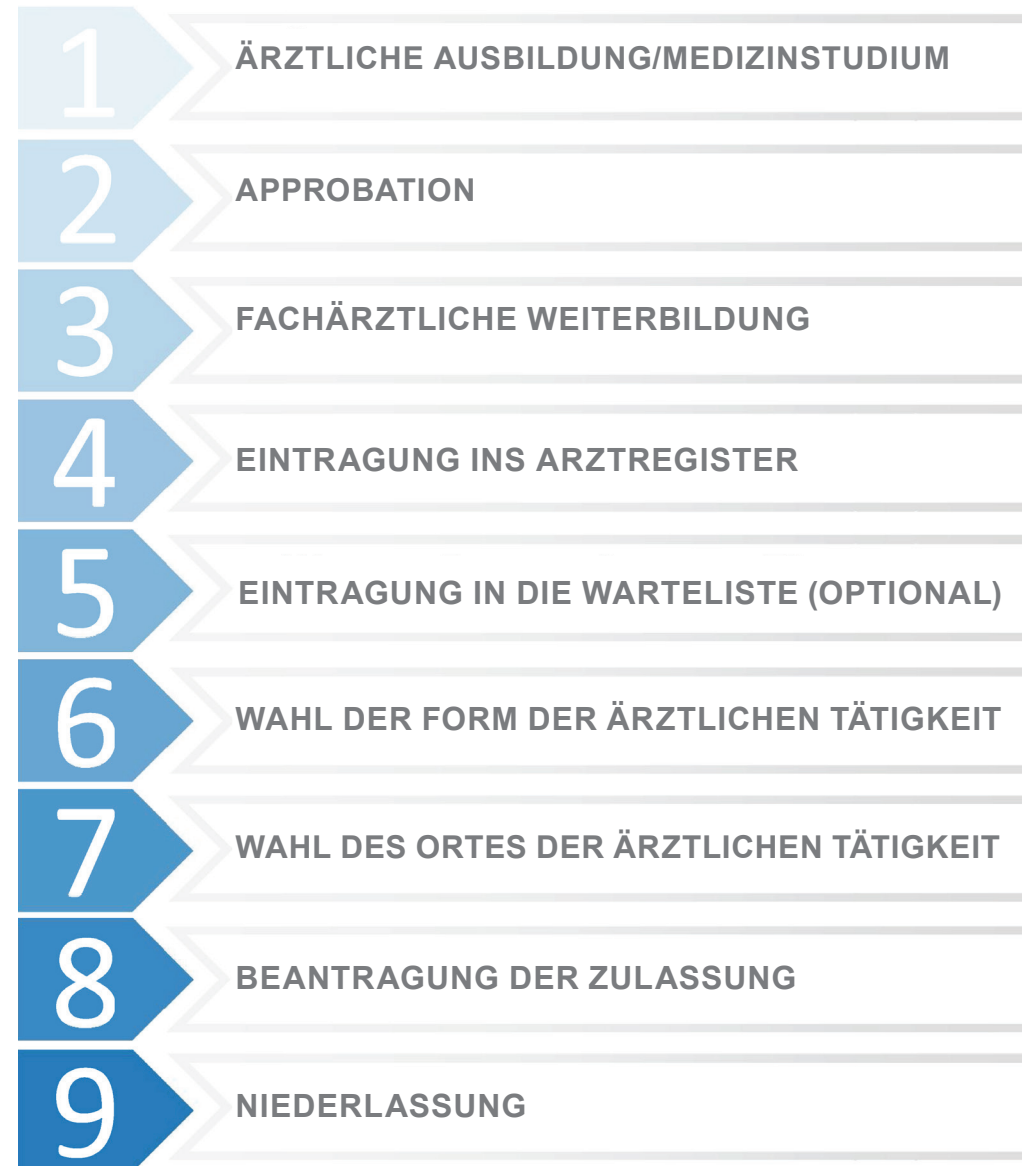 1 ÄRZTLICHE AUSBILDUNG/MEDIZINSTUDIUM
2 APPROBATION
3 FACHÄRZTLICHE WEITERBILDUNG
4 EINTRAGUNG INS ARZTREGISTER
5 EINTRAGUNG IN DIE WARTELISTE (OPTIONAL)
6 WAHL DER FORM DER ÄRZTLICHEN TÄTIGKEIT
7 WAHL DES ORTES DER ÄRZTLICHEN TÄTIGKEIT
8 BEANTRAGUNG DER ZULASSUNG
9 NIEDERLASSUNG